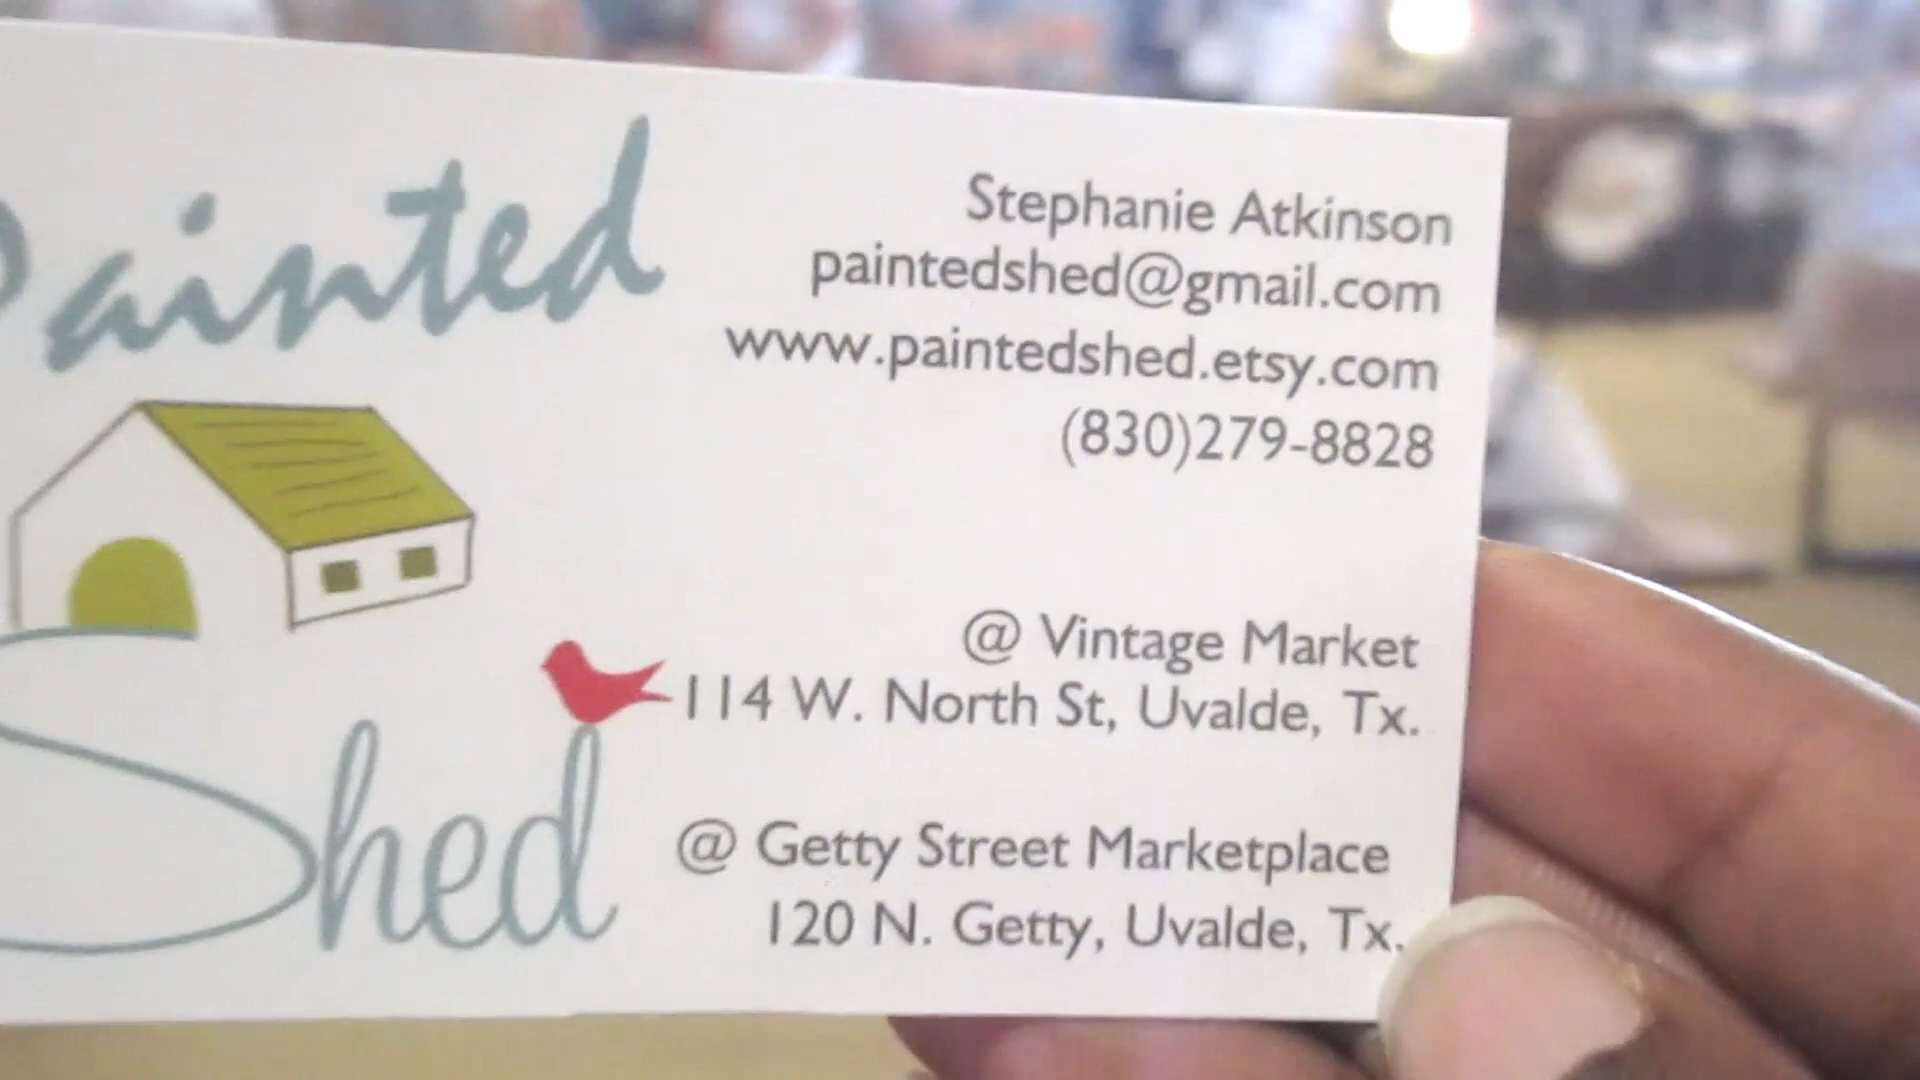 Painted
Shed
Stephanie Atkinson
paintedshed@gmail.com
www.paintedshed.etsy.com
(830)279-8828
@ Vintage Market
114 W. North St, Uvalde, Tx.
@ Getty Street Marketplace
120 N. Getty, Uvalde, Tx.